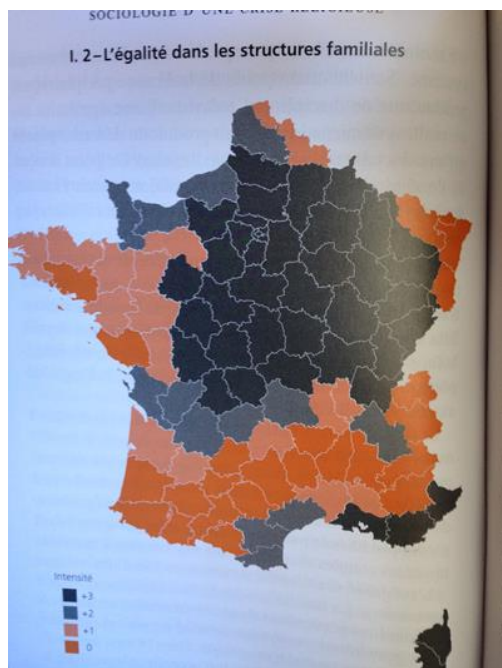 SOCIOLOGIE D'UNE CRISE RELIGIEUSE
I. 2 – L'égalité dans les structures familiales
Intensité
+3
+2
+1
0